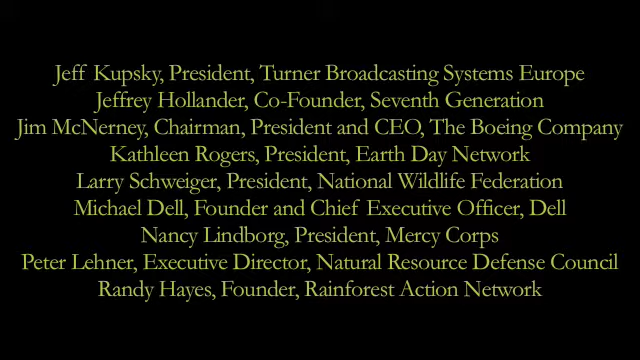 Jeff Kupsky, President, Turner Broadcasting Systems Europe
Jeffrey Hollander, Co-Founder, Seventh Generation
Jim McNerney, Chairman, President and CEO, The Boeing Company
Kathleen Rogers, President, Earth Day Network
Larry Schweiger, President, National Wildlife Federation
Michael Dell, Founder and Chief Executive Officer, Dell
Nancy Lindborg, President, Mercy Corps
Peter Lehner, Executive Director, Natural Resource Defense Council
Randy Hayes, Founder, Rainforest Action Network